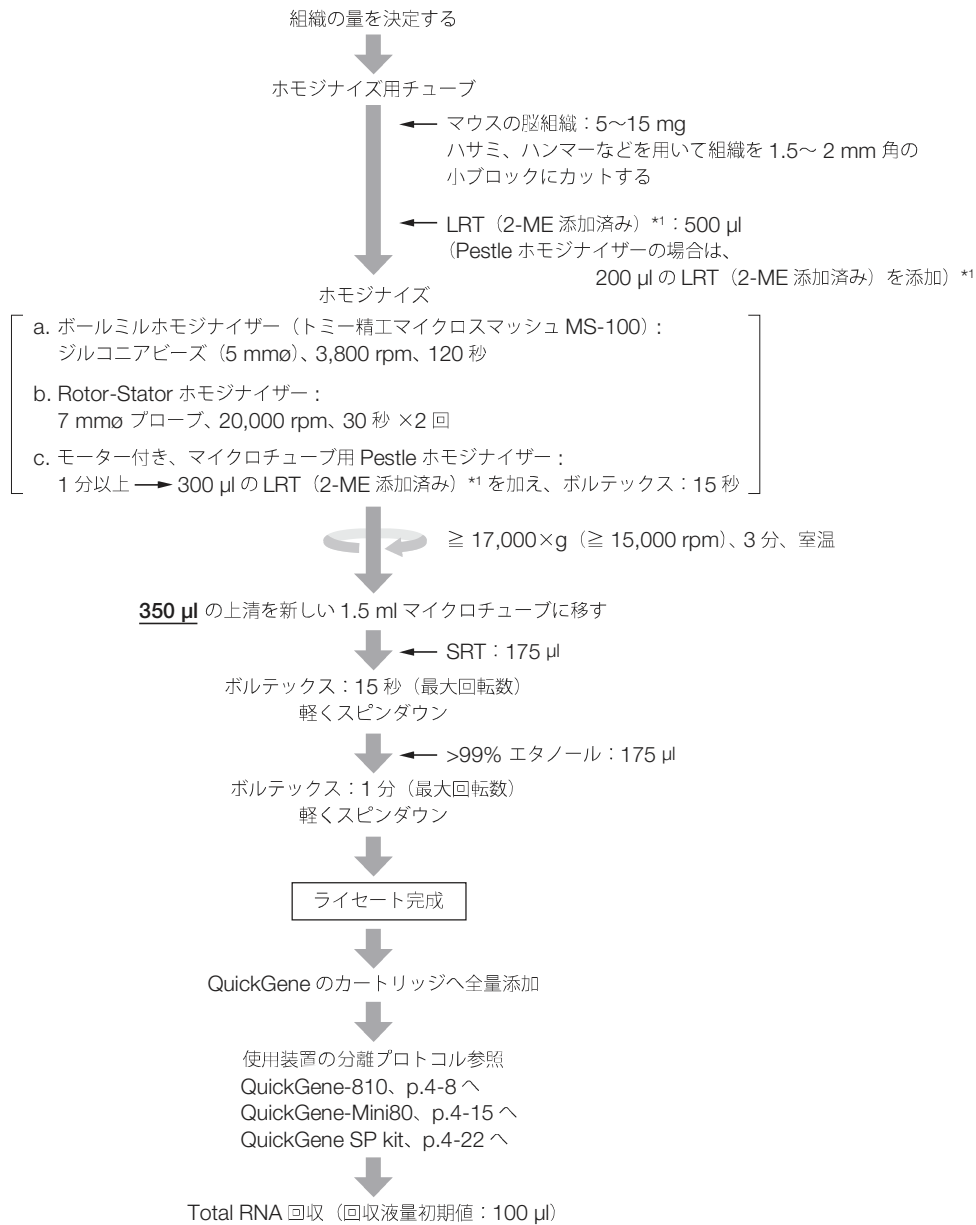 組織の量を決定する
ホモジナイズ用チューブ
マウスの脳組織：5～15 mg
ハサミ、ハンマーなどを用いて組織を 1.5～ 2 mm 角の
小ブロックにカットする
LRT（2-ME 添加済み）*1：500 µl
（Pestle ホモジナイザーの場合は、
200 µl の LRT（2-ME 添加済み）を添加）*1
ホモジナイズ
a. ボールミルホモジナイザー（トミー精工マイクロスマッシュ MS-100）：
ジルコニアビーズ（5 mmø）、3,800 rpm、120 秒
b. Rotor-Stator ホモジナイザー：
7 mmø プローブ、20,000 rpm、30 秒 ×2 回
c. モーター付き、マイクロチューブ用 Pestle ホモジナイザー：
1 分以上 → 300 µl の LRT（2-ME 添加済み）*1 を加え、ボルテックス：15 秒
≧ 17,000×g（≧ 15,000 rpm）、3 分、室温
350 µl の上清を新しい 1.5 ml マイクロチューブに移す
SRT：175 µl
ボルテックス：15 秒（最大回転数）
軽くスピンダウン
>99% エタノール：175 µl
ボルテックス：1 分（最大回転数）
軽くスピンダウン
ライセート完成
QuickGene のカートリッジへ全量添加
使用装置の分離プロトコル参照
QuickGene-810、p.4-8 へ
QuickGene-Mini80、p.4-15 へ
QuickGene SP kit、p.4-22 へ
Total RNA 回収（回収液量初期値：100 µl）